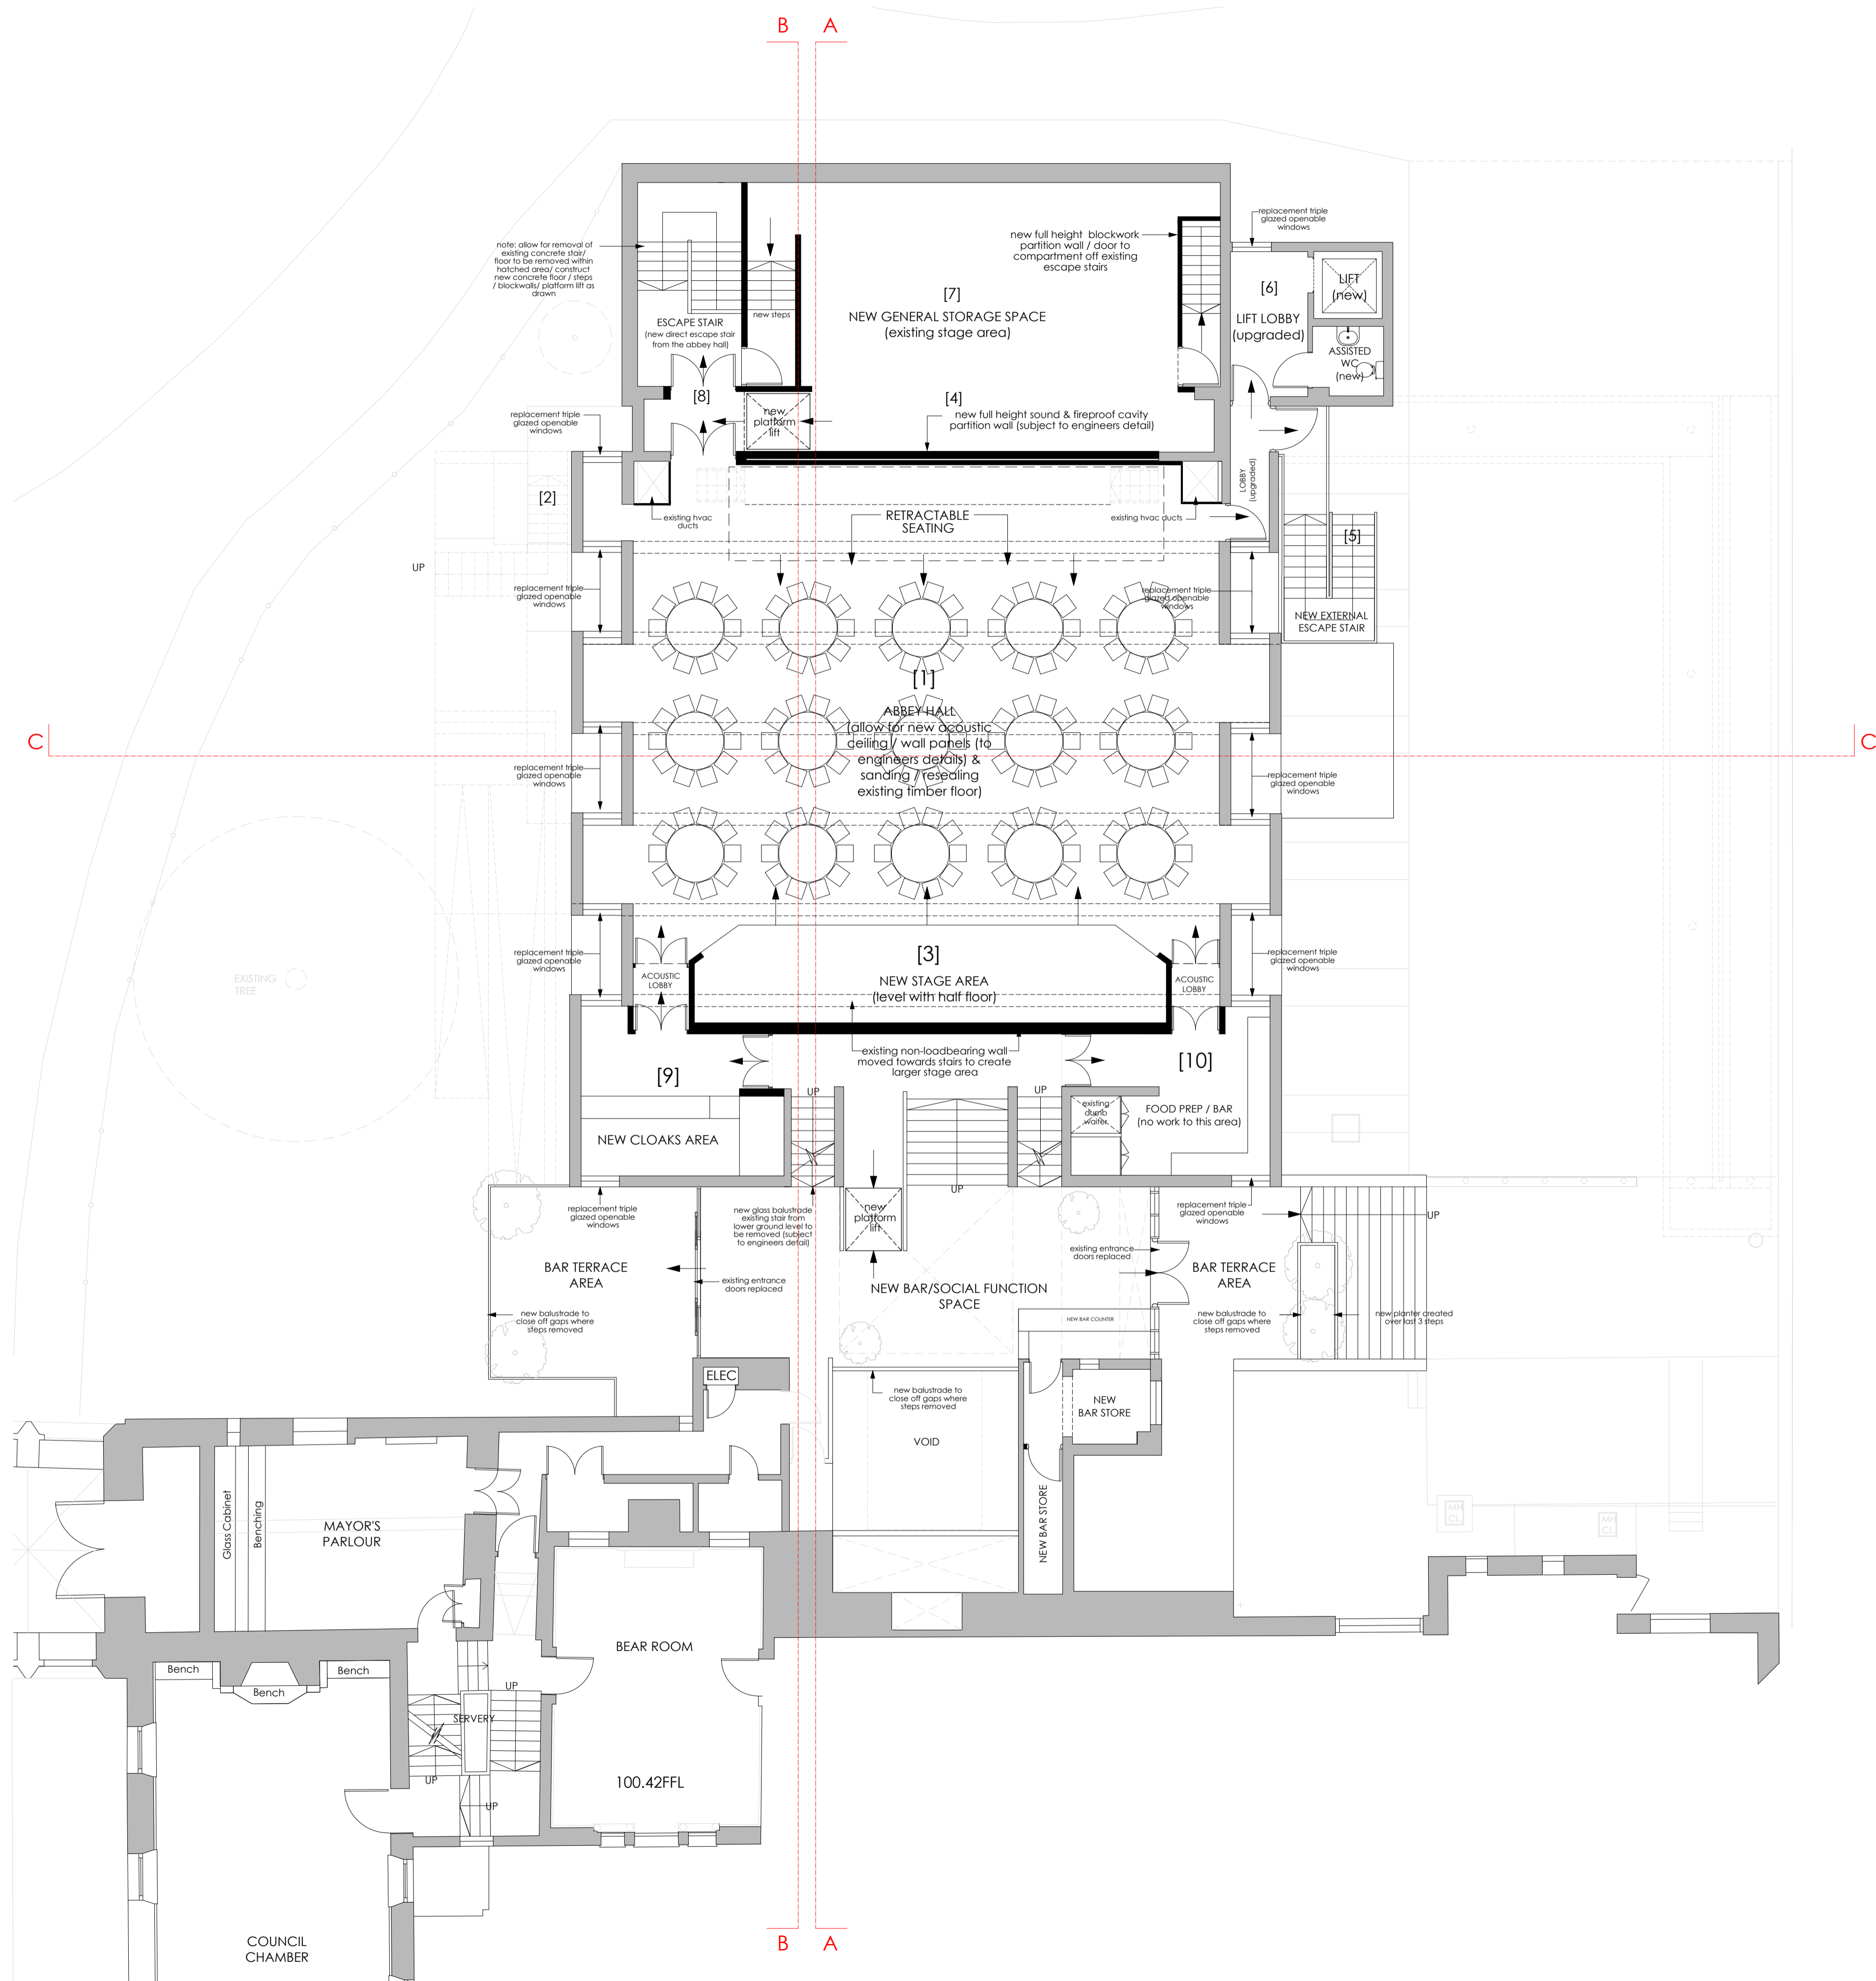 B
A
replacement triple
glazed openable
windows
note: allow for removal of
existing concrete stair/
floor to be removed within
hatched area/ construct
new concrete floor / steps
/ blockwalls/ platform lift as
drawn
new full height blockwork
partition wall / door to
compartment off existing
escape stairs
[7]
NEW GENERAL STORAGE SPACE
(existing stage area)
[6]
LIFT LOBBY
(upgraded)
LIFT
(new)
ESCAPE STAIR
(new direct escape stair
from the abbey hall)
new steps
ASSISTED
WC
(new)
[8]
new
platform
lift
[4]
new full height sound & fireproof cavity
partition wall (subject to engineers detail)
replacement triple
glazed openable
windows
[2]
existing hvac
ducts
RETRACTABLE
SEATING
existing hvac ducts
LOBBY
(upgraded)
[5]
UP
replacement triple
glazed openable
windows
replacement triple
glazed openable
windows
NEW EXTERNAL
ESCAPE STAIR
[1]
ABBEY HALL
(allow for new acoustic
ceiling / wall panels (to
engineers details) &
sanding / resealing
existing timber floor)
C
C
replacement triple
glazed openable
windows
replacement triple
glazed openable
windows
replacement triple
glazed openable
windows
replacement triple
glazed openable
windows
EXISTING
TREE
ACOUSTIC
LOBBY
[3]
NEW STAGE AREA
(level with half floor)
ACOUSTIC
LOBBY
existing non-loadbearing wall
moved towards stairs to create
larger stage area
[9]
[10]
UP
UP
NEW CLOAKS AREA
existing
dumb
waiter
FOOD PREP / BAR
(no work to this area)
UP
replacement triple
glazed openable
windows
new glass balustrade
existing stair from
lower ground level to
be removed (subject
to engineers detail)
new
platform
lift
replacement triple
glazed openable
windows
UP
existing entrance
doors replaced
BAR TERRACE
AREA
existing entrance
doors replaced
NEW BAR/SOCIAL FUNCTION
SPACE
BAR TERRACE
AREA
new balustrade to
close off gaps where
steps removed
NEW BAR COUNTER
new balustrade to
close off gaps where
steps removed
new planter created
over last 3 steps
ELEC
new balustrade to
close off gaps where
steps removed
NEW
BAR STORE
VOID
NEW BAR STORE
Glass Cabinet
Benching
MAYOR'S
PARLOUR
MH
CL
MH
CL
BEAR ROOM
Bench
Bench
Bench
UP
SERVERY
UP
UP
100.42FFL
COUNCIL
CHAMBER
B
A